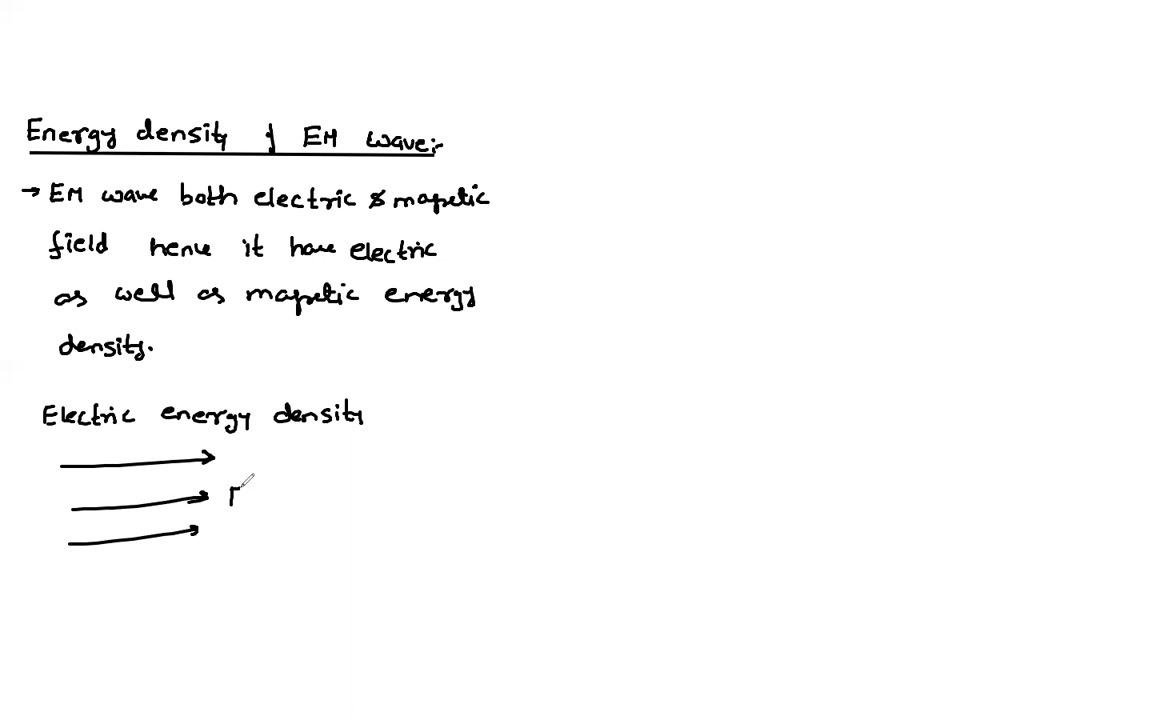 Energy density of EM wave:-
→ EM wave both electric & magnetic
field hence it have electric
as well as magnetic energy
density.
Electric energy density